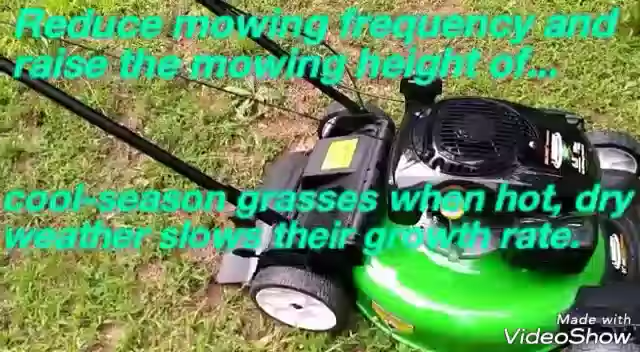 Reduce mowing frequency and
raise the mowing height of...
cool-season grasses when hot, dry
weather slows their growth rate.
Made with
VideoShow